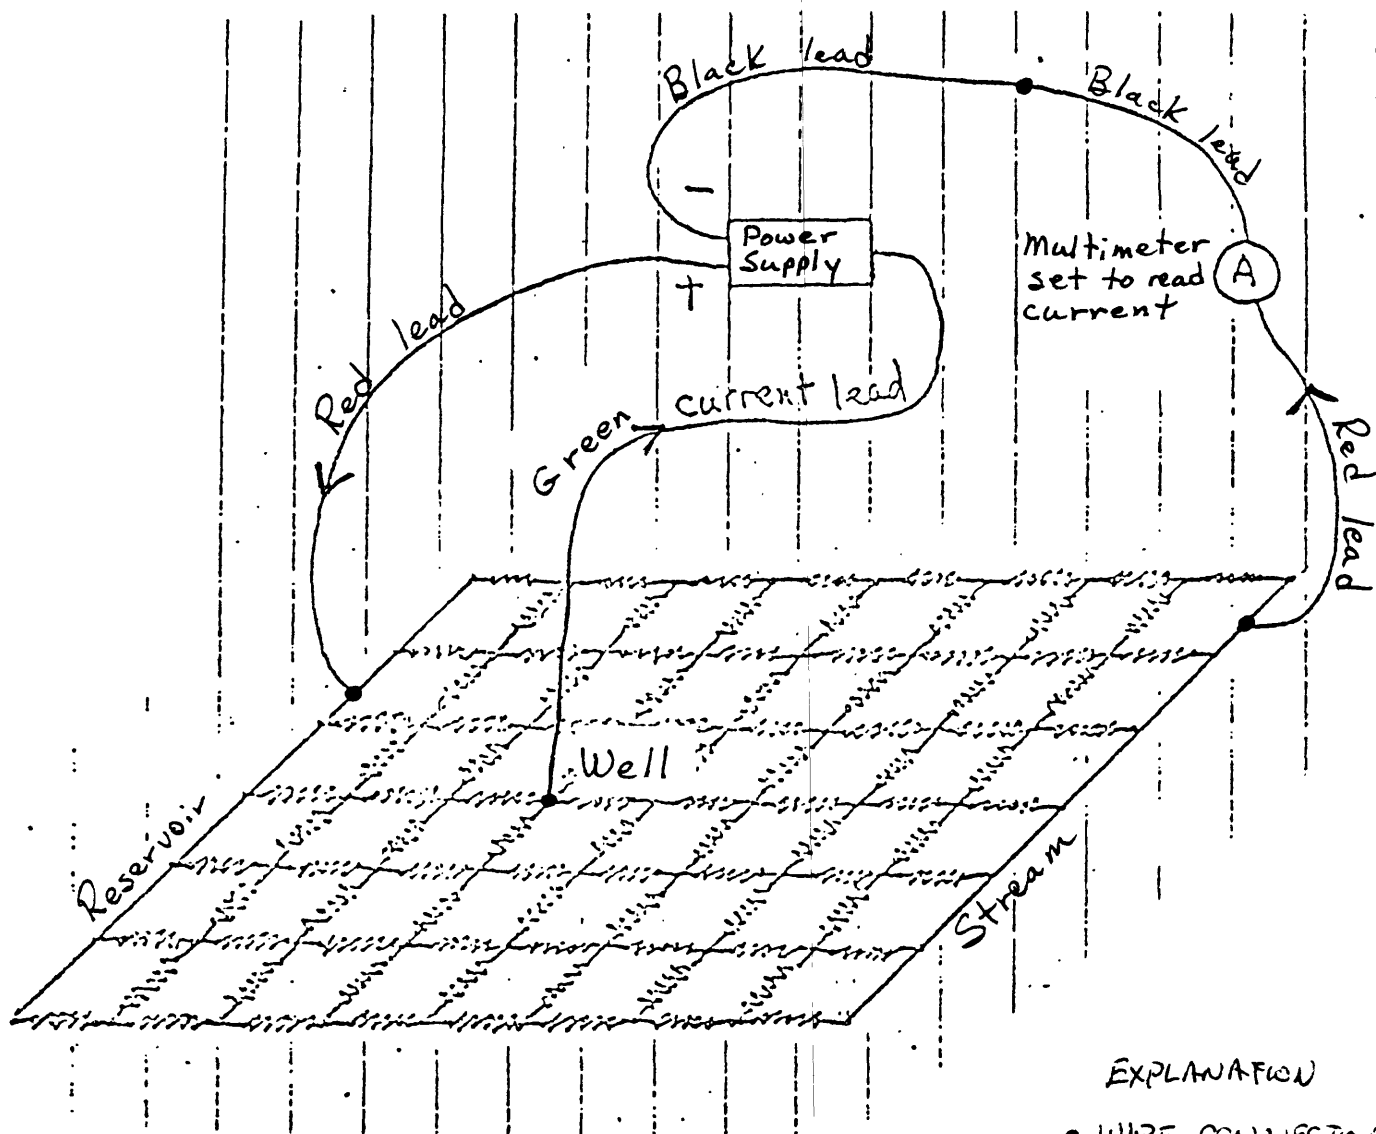 Black lead
Black lead
−
Power
Supply
+
Multimeter
set to read
current
A
Red lead
Green current lead
Red lead
Well
Reservoir
Stream
EXPLANATION